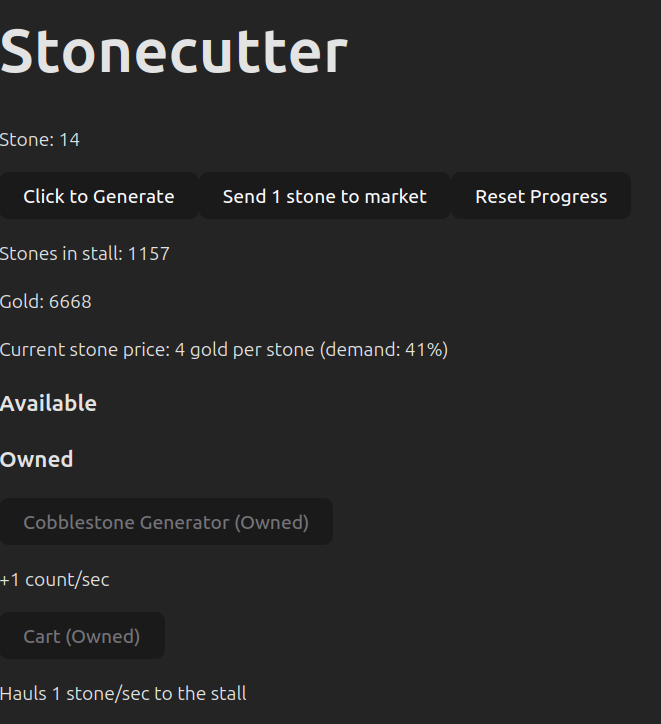 Stonecutter
Stone: 14
Click to Generate Send 1 stone to market Reset Progress
Stones in stall: 1157
Gold: 6668
Current stone price: 4 gold per stone (demand: 41%)
Available
Owned
Cobblestone Generator (Owned)
+1 count/sec
Cart (Owned)
Hauls 1 stone/sec to the stall